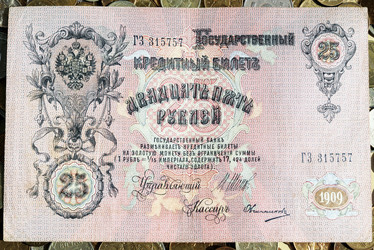 ГЗ 315757 Государственный 25
Кредитный Билетъ
Двадцать пять
рублей
Государственный Банкъ
размѣниваетъ кредитные билеты
на золотую монету безъ ограниченія суммы
(1 рубль = 1/15 имперіала, содержитъ 17,424 долей
чистаго золота).
ГЗ 315757
Управляющій
25
Кассиръ
1909